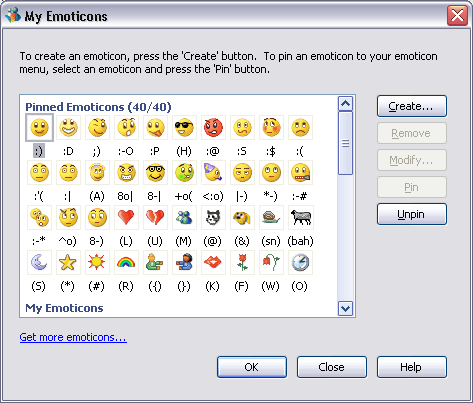 My Emoticons
To create an emoticon, press the 'Create' button. To pin an emoticon to your emoticon
menu, select an emoticon and press the 'Pin' button.
Pinned Emoticons (40/40)
:) :D ;) :-O :P (H) :@ :S :$ :(
:'( :| (A) 8o| 8-| +o( <:o) |-) *-) :-#
:-* ^o) 8-) (L) (U) (M) (@) (&) (sn) (bah)
(S) (*) (#) (R) ({) (}) (K) (F) (W) (O)
My Emoticons
Create...
Remove
Modify...
Pin
Unpin
Get more emoticons...
OK Close Help